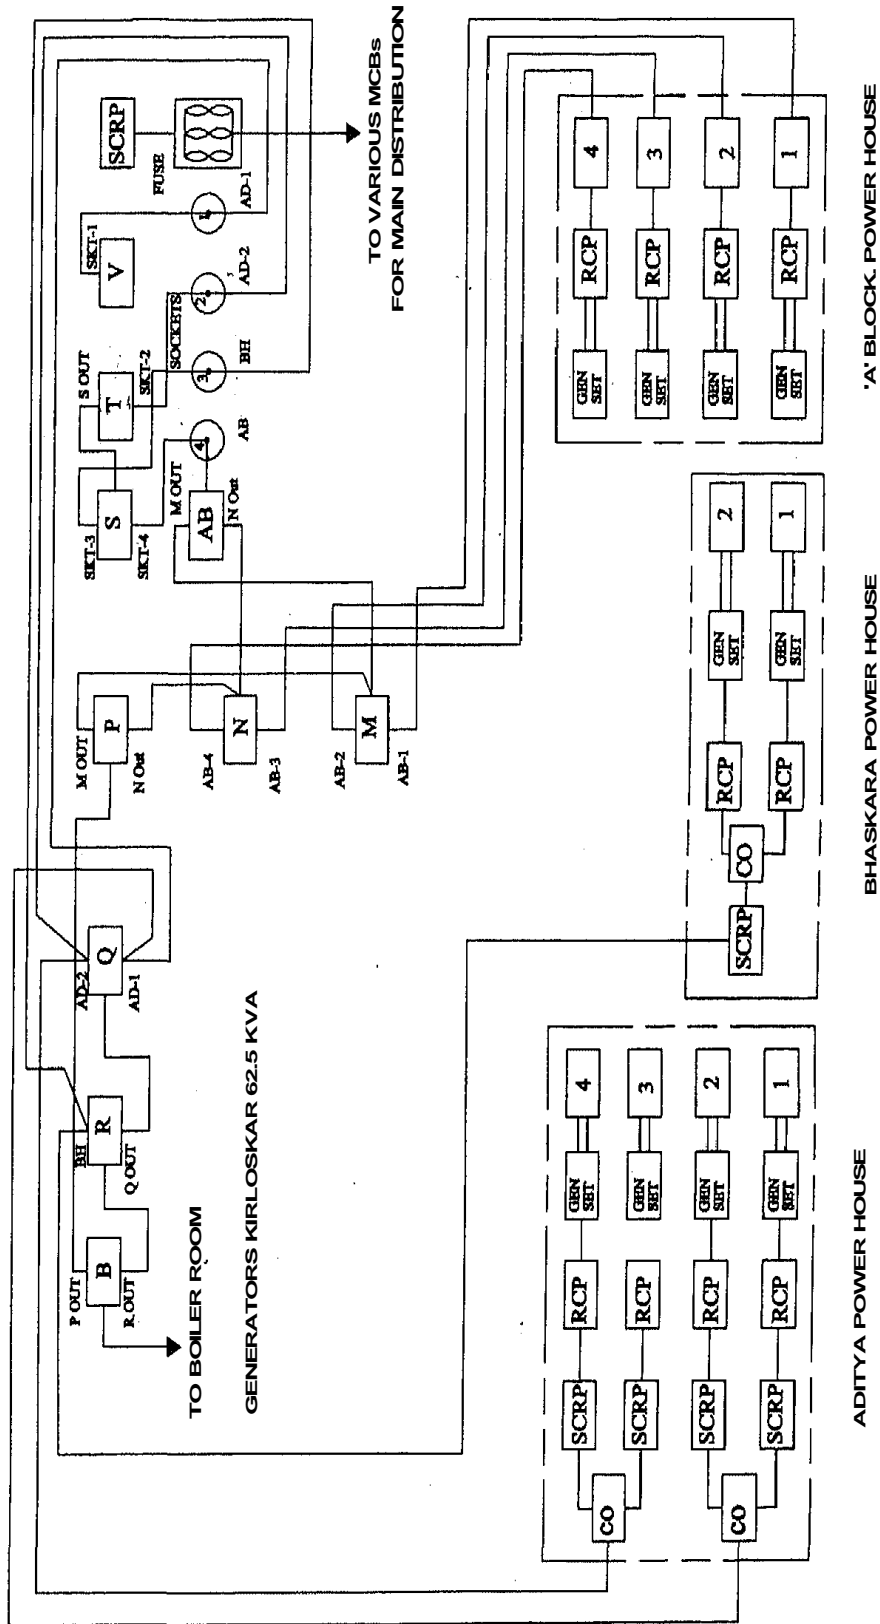 P OUT
B
R OUT
TO BOILER ROOM
BH
R
Q OUT
AD-2
Q
AD-1
GENERATORS KIRLOSKAR 62.5 KVA
M OUT
P
N Out
AB-4
N
AB-3
AB-2
M
AB-1
SKT-3
S
SKT-4
S OUT
T
SKT-2
SKT-1
V
SCRP
FUSE
SOCKETS
M OUT
AB
N Out
4
AB
3
BH
2
AD-2
1
AD-1
TO VARIOUS MCBs
FOR MAIN DISTRIBUTION
CO
SCRP
RCP
GEN
SET
4
SCRP
RCP
GEN
SET
3
CO
SCRP
RCP
GEN
SET
2
SCRP
RCP
GEN
SET
1
ADITYA POWER HOUSE
SCRP
CO
RCP
GEN
SET
2
RCP
GEN
SET
1
BHASKARA POWER HOUSE
GEN
SET
RCP
4
GEN
SET
RCP
3
GEN
SET
RCP
2
GEN
SET
RCP
1
'A' BLOCK. POWER HOUSE